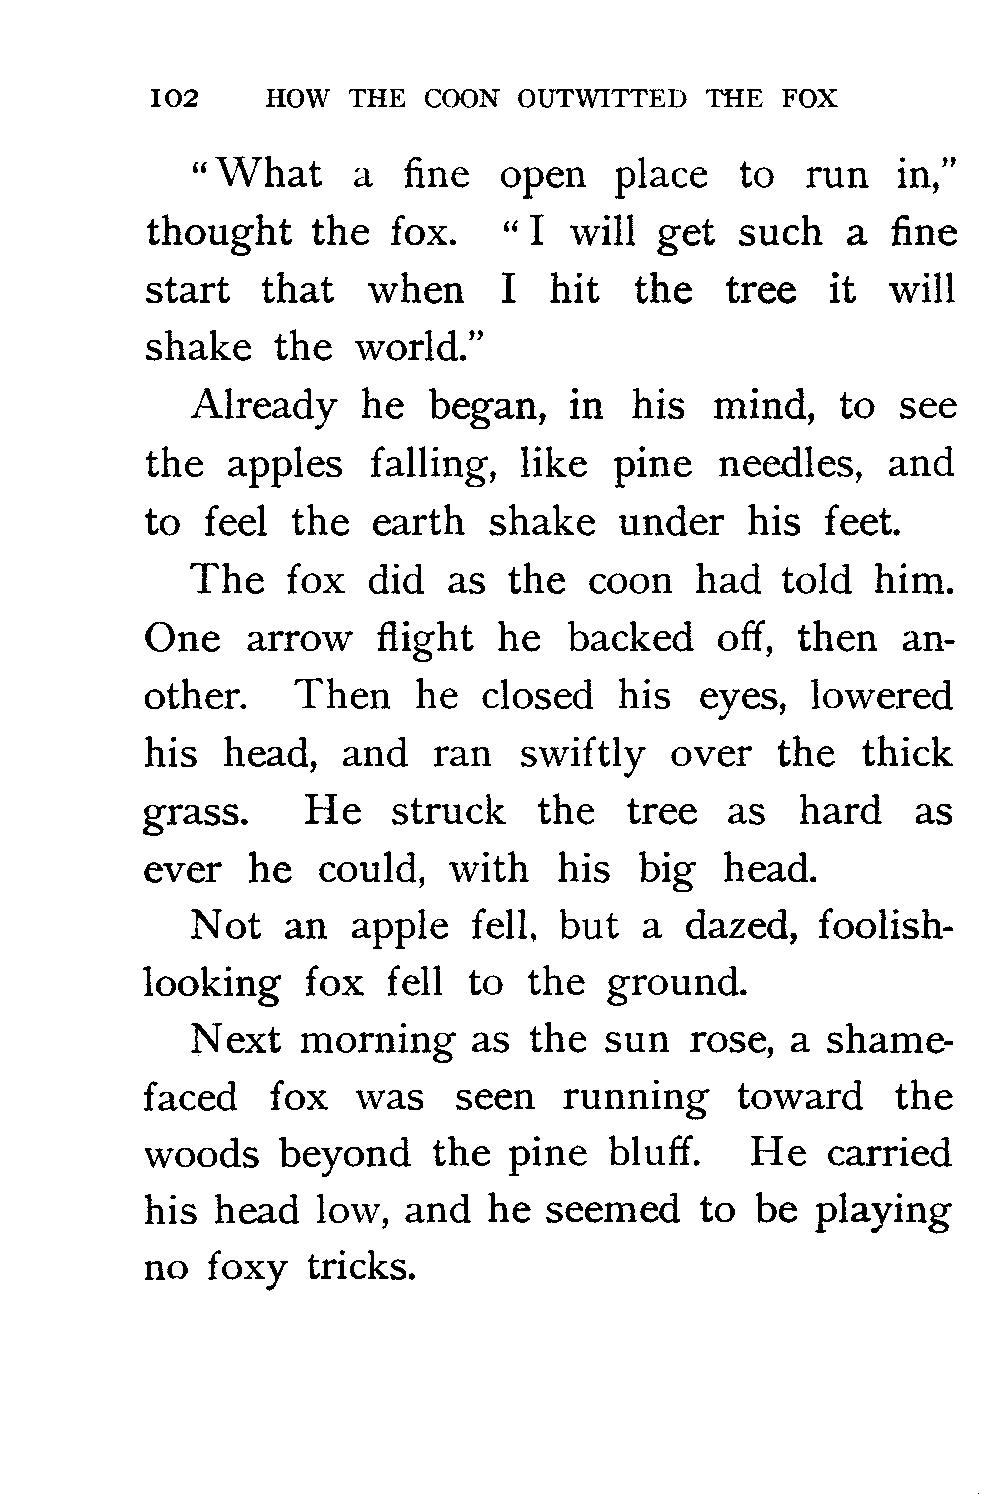 102 HOW THE COON OUTWITTED THE FOX
“What a fine open place to run in,”
thought the fox. “I will get such a fine
start that when I hit the tree it will
shake the world.”
Already he began, in his mind, to see
the apples falling, like pine needles, and
to feel the earth shake under his feet.
The fox did as the coon had told him.
One arrow flight he backed off, then an-
other. Then he closed his eyes, lowered
his head, and ran swiftly over the thick
grass. He struck the tree as hard as
ever he could, with his big head.
Not an apple fell, but a dazed, foolish-
looking fox fell to the ground.
Next morning as the sun rose, a shame-
faced fox was seen running toward the
woods beyond the pine bluff. He carried
his head low, and he seemed to be playing
no foxy tricks.